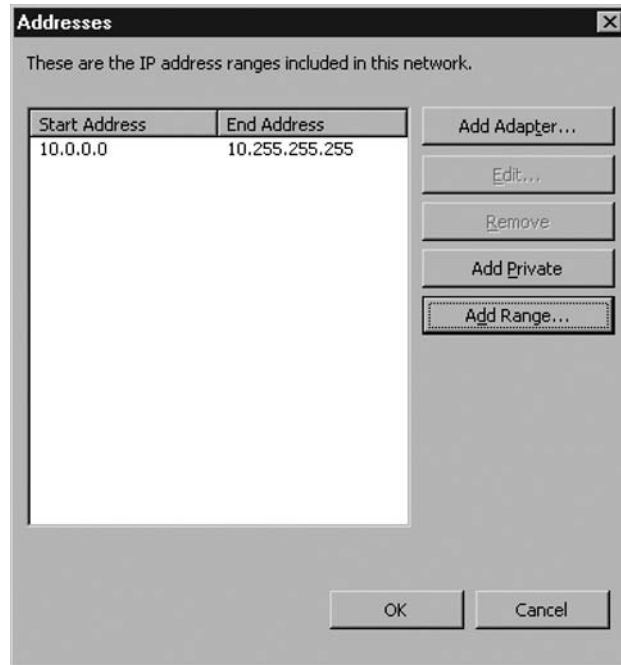 Addresses
These are the IP address ranges included in this network.
Start Address End Address
10.0.0.0 10.255.255.255
Add Adapter...
Edit...
Remove
Add Private
Add Range...
OK Cancel